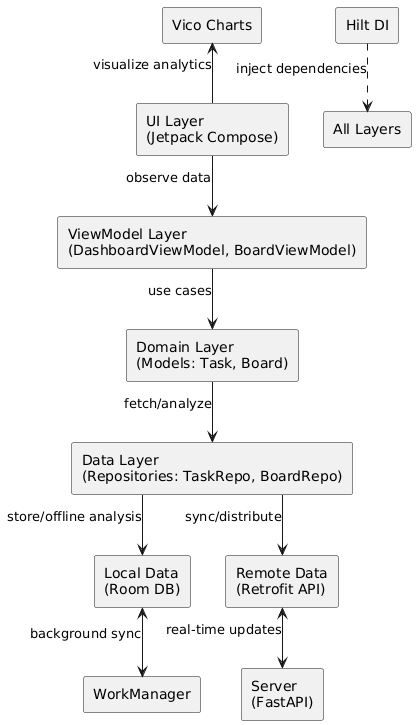 Vico Charts
Hilt DI
visualize analytics
inject dependencies
UI Layer
(Jetpack Compose)
All Layers
observe data
ViewModel Layer
(DashboardViewModel, BoardViewModel)
use cases
Domain Layer
(Models: Task, Board)
fetch/analyze
Data Layer
(Repositories: TaskRepo, BoardRepo)
store/offline analysis
sync/distribute
Local Data
(Room DB)
Remote Data
(Retrofit API)
background sync
real-time updates
WorkManager
Server
(FastAPI)